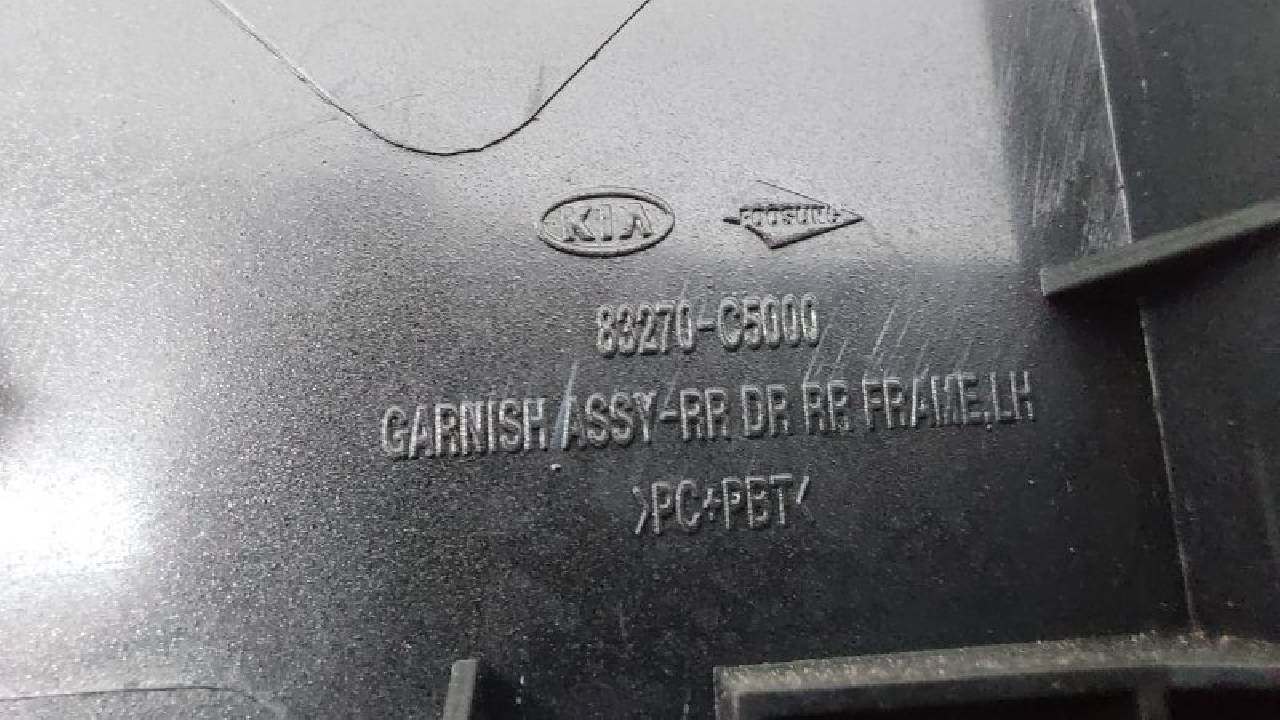 KIA
83270-C5000
GARNISH ASSY-RR DR RR FRAME,LH
>PC+PBT<